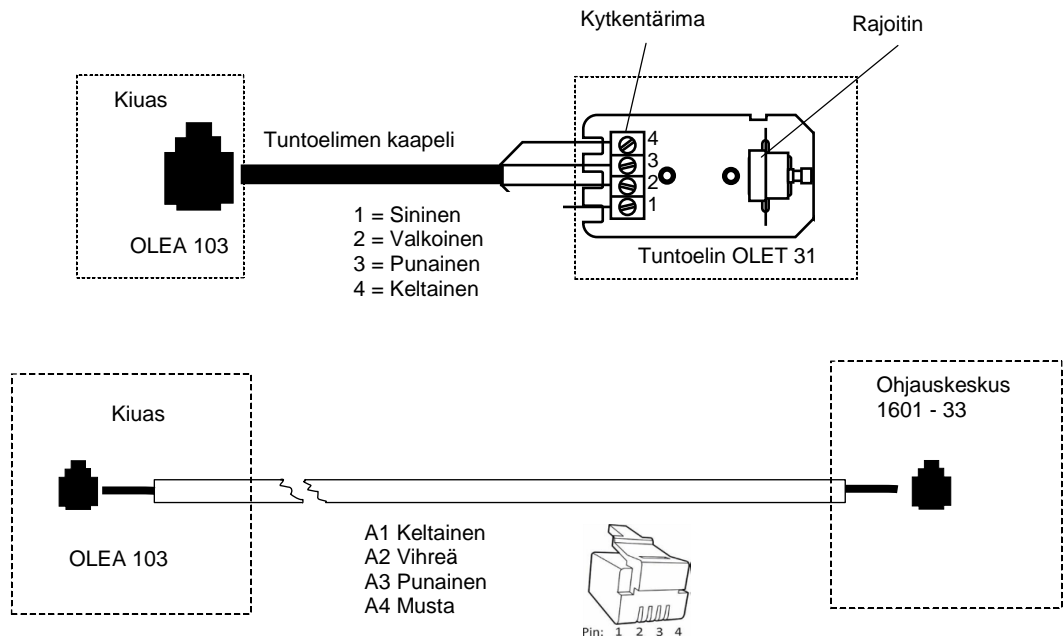 Kytkentärima
Rajoitin
Kiuas
Tuntoelimen kaapeli
4
3
2
1
OLEA 103
1 = Sininen
2 = Valkoinen
3 = Punainen
4 = Keltainen
Tuntoelin OLET 31
Kiuas
Ohjauskeskus
1601 - 33
OLEA 103
A1 Keltainen
A2 Vihreä
A3 Punainen
A4 Musta
Pin: 1 2 3 4